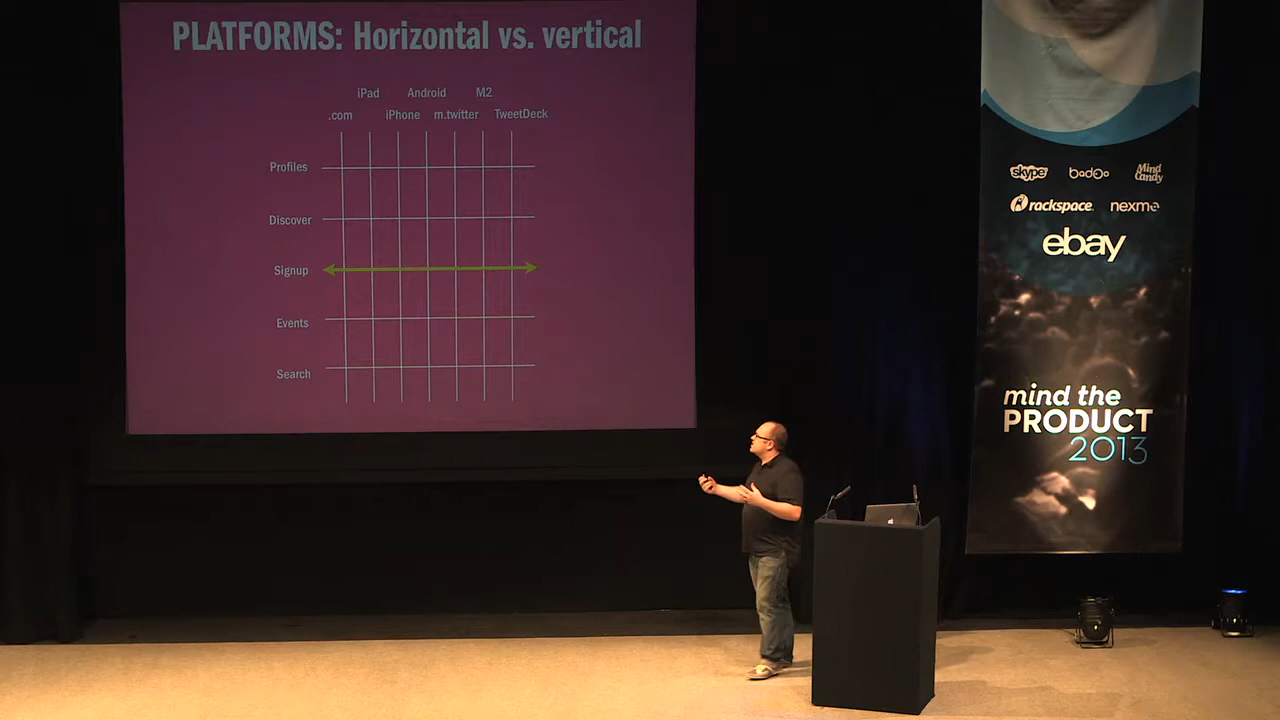 PLATFORMS: Horizontal vs. vertical
iPad Android M2
.com iPhone m.twitter TweetDeck
Profiles
Discover
Signup
Events
Search
skype badoo Mind Candy
rackspace. nexmo
ebay
mind the
PRODUCT
2013